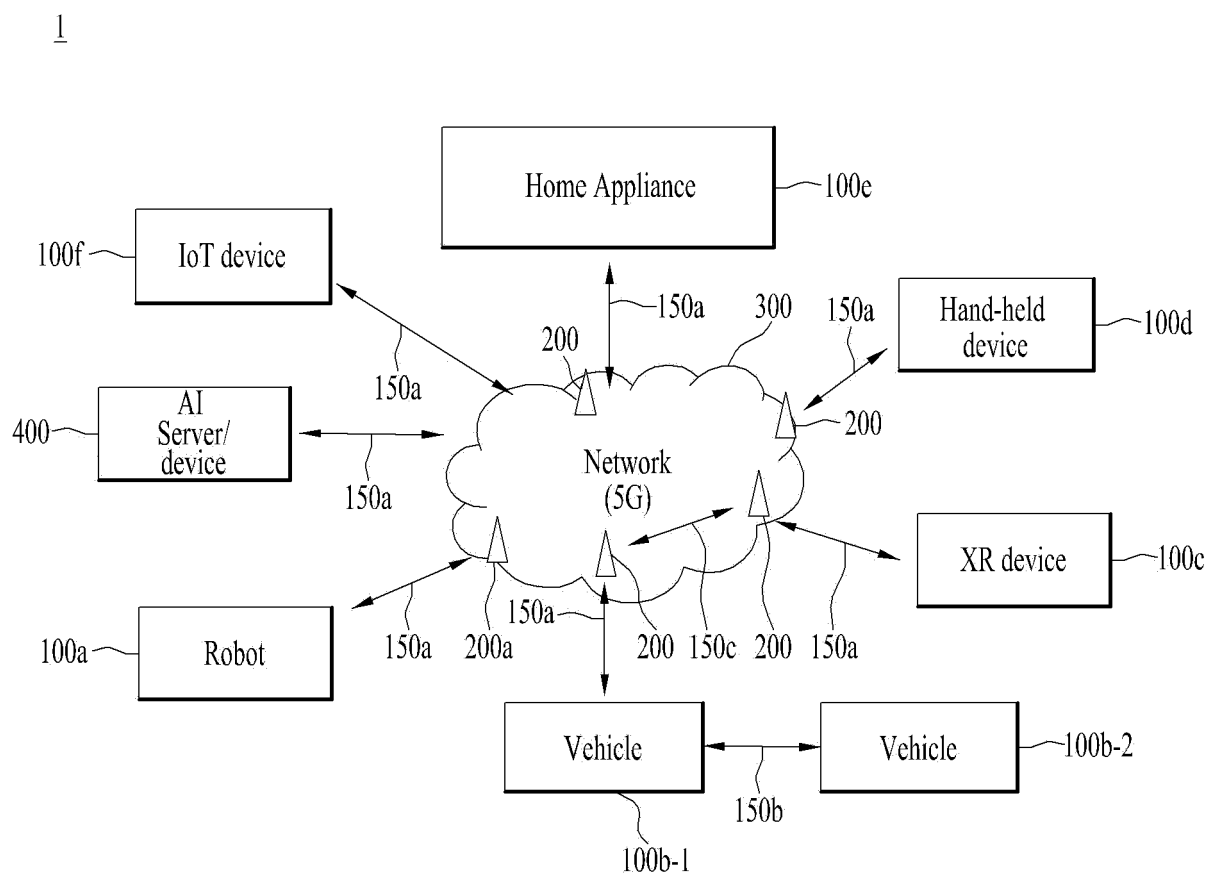 1
Home Appliance
100e
IoT device
100f
150a
300
Hand-held
device
100d
150a
200
150a
AI
Server/
device
400
150a
200
Network
(5G)
XR device
100c
150a
Robot
100a
150a
200a
200
150c
200
150a
Vehicle
100b-1
Vehicle
100b-2
150b